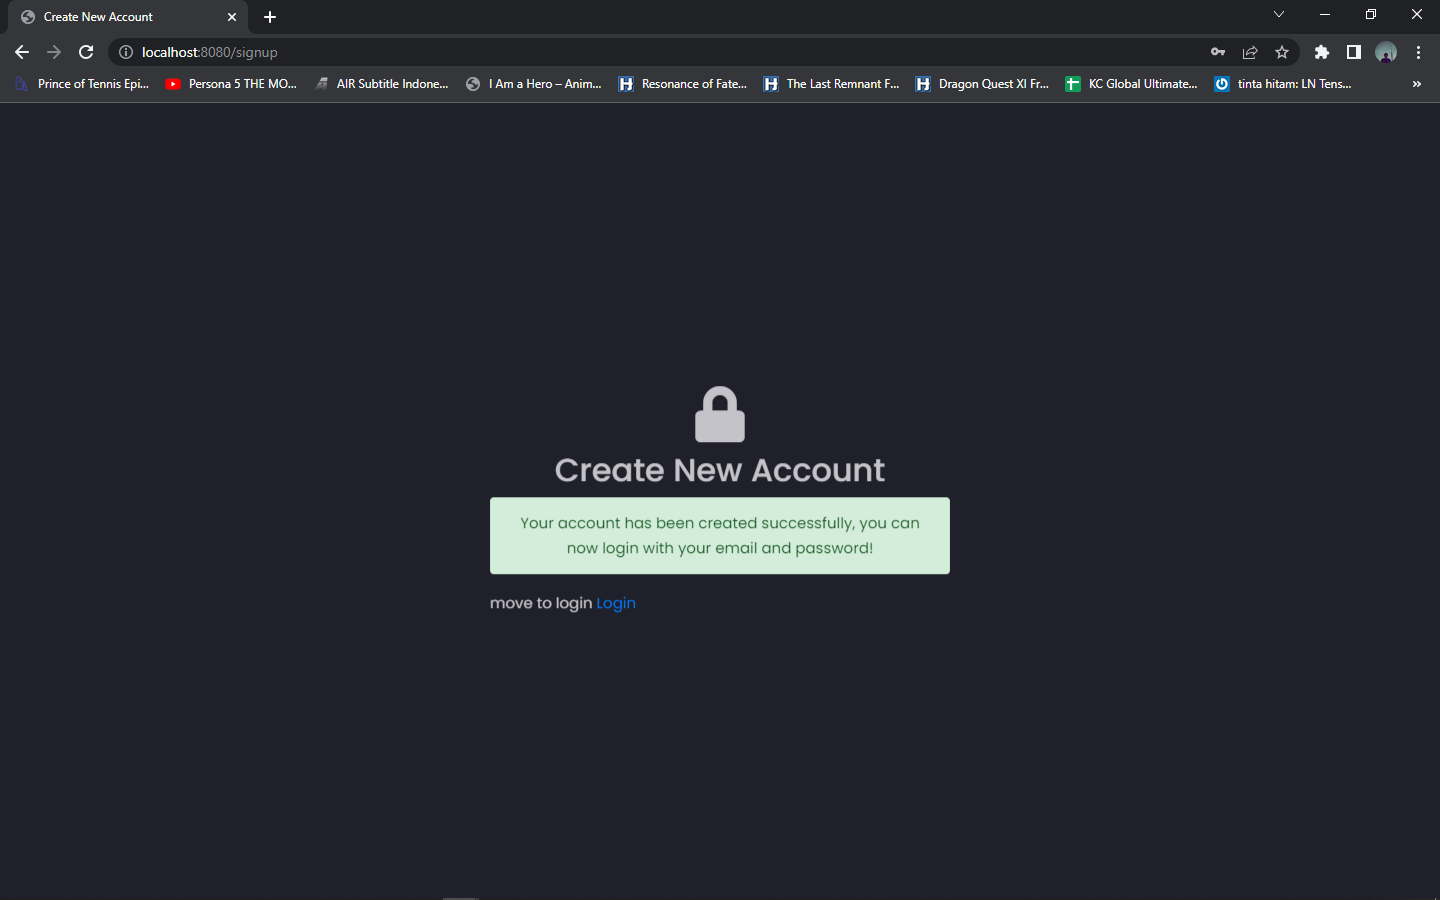 Create New Account
localhost:8080/signup
Prince of Tennis Epi...
Persona 5 THE MO...
AIR Subtitle Indone...
I Am a Hero – Anim...
Resonance of Fate...
The Last Remnant F...
Dragon Quest XI Fr...
KC Global Ultimate...
tinta hitam: LN Tens...
Create New Account
Your account has been created successfully, you can
now login with your email and password!
move to login Login